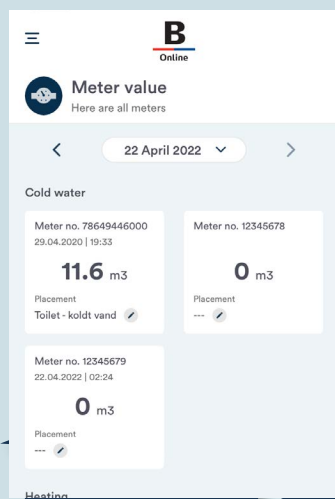 B
Online
Meter value
Here are all meters
22 April 2022
Cold water
Meter no. 78649446000
29.04.2020 | 19:33
11.6 m3
Placement
Toilet - koldt vand
Meter no. 12345678
0 m3
Placement
---
Meter no. 12345679
22.04.2022 | 02:24
0 m3
Placement
---
Heating